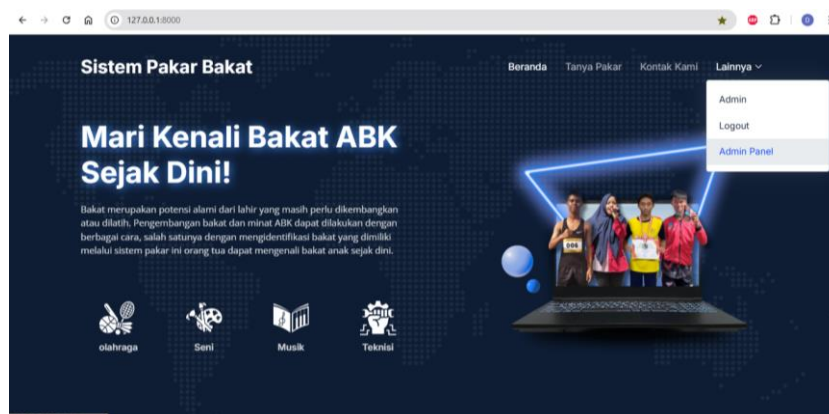 127.0.0.1:8000
Sistem Pakar Bakat
Beranda Tanya Pakar Kontak Kami Lainnya
Admin
Logout
Admin Panel
Mari Kenali Bakat ABK
Sejak Dini!
Bakat merupakan potensi alami dari lahir yang masih perlu dikembangkan
atau dilatih. Pengembangan bakat dan minat ABK dapat dilakukan dengan
berbagai cara, salah satunya dengan mengidentifikasi bakat yang dimiliki
melalui sistem pakar ini orang tua dapat mengenali bakat anak sejak dini.
olahraga Seni Musik Teknisi